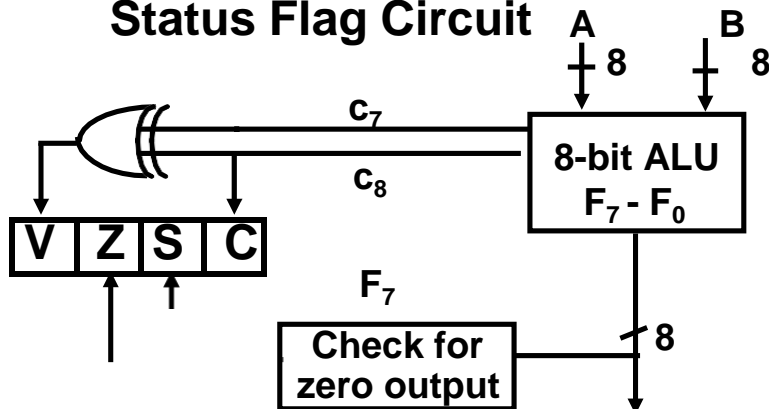 Status Flag Circuit
A
B
8
8
c7
c8
8-bit ALU
F7 - F0
V Z S C
F7
Check for
zero output
8